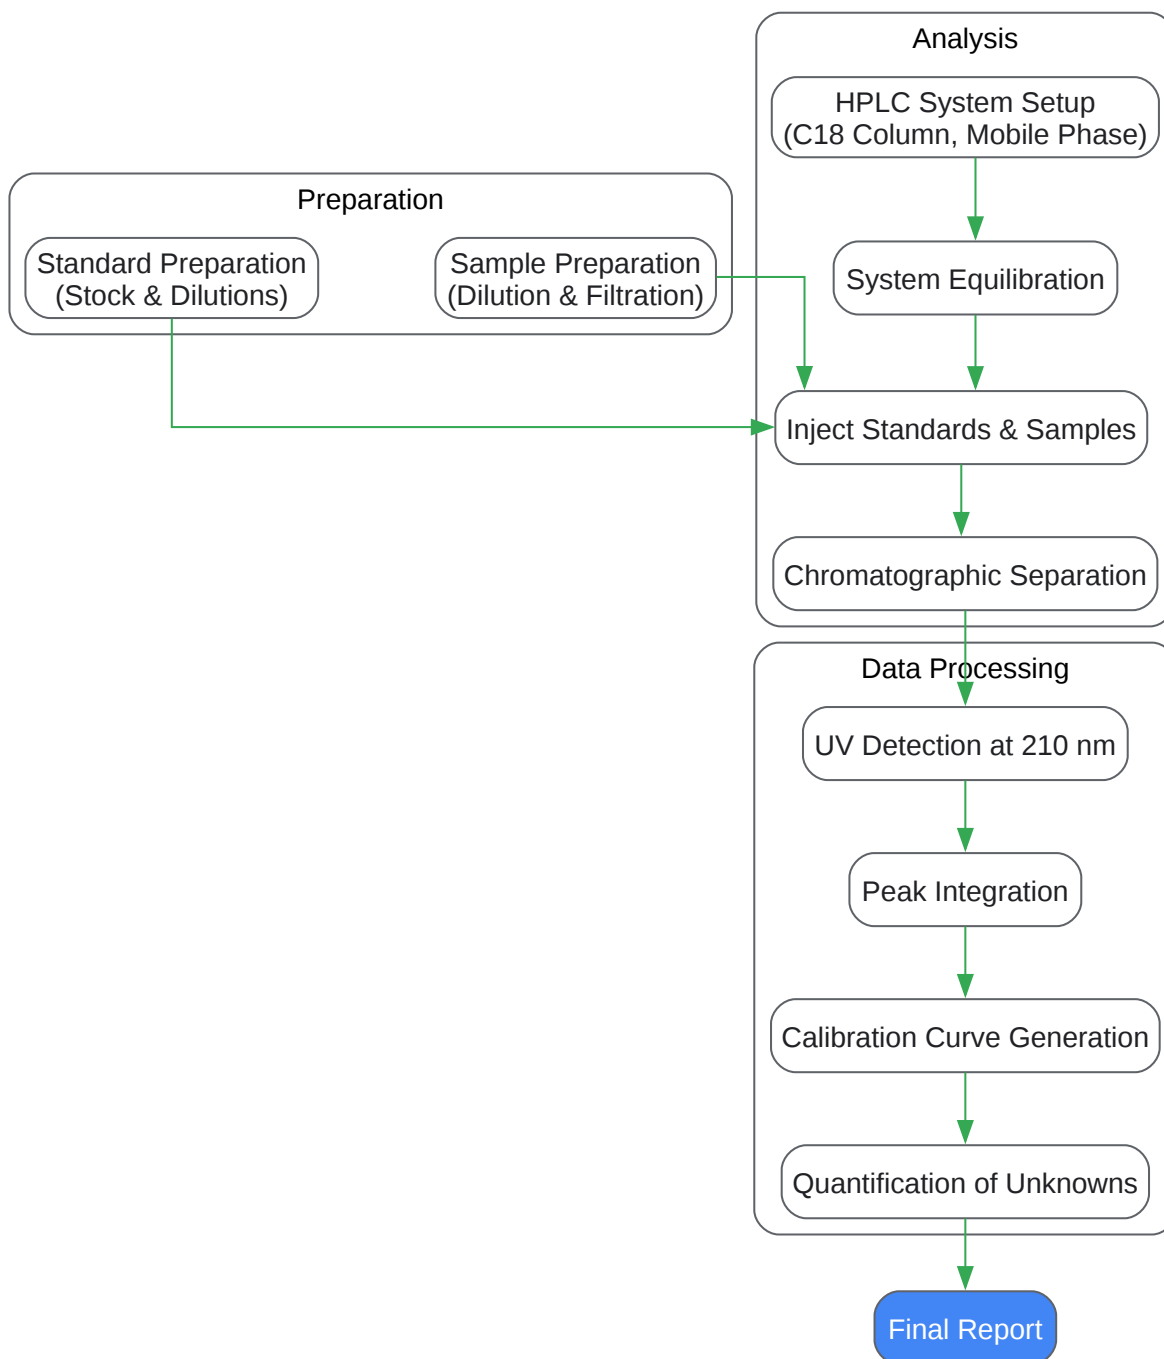 Analysis
HPLC System Setup
(C18 Column, Mobile Phase)
Preparation
Standard Preparation
(Stock & Dilutions)
Sample Preparation
(Dilution & Filtration)
System Equilibration
Inject Standards & Samples
Chromatographic Separation
Data Processing
UV Detection at 210 nm
Peak Integration
Calibration Curve Generation
Quantification of Unknowns
Final Report